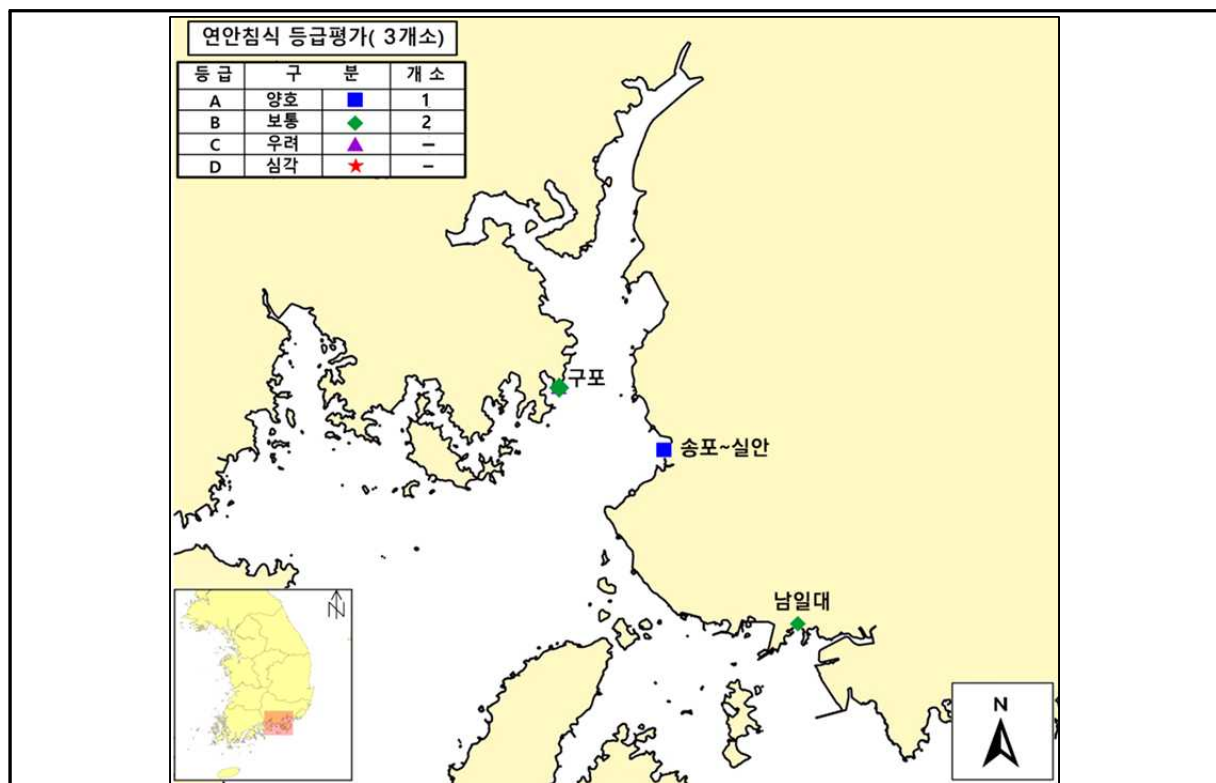 연안침식 등급평가( 3개소)
등 급 구 분 개 소
A 양호 1
B 보통 2
C 우려 –
D 심각 –
구포
송포~실안
남일대
N
N